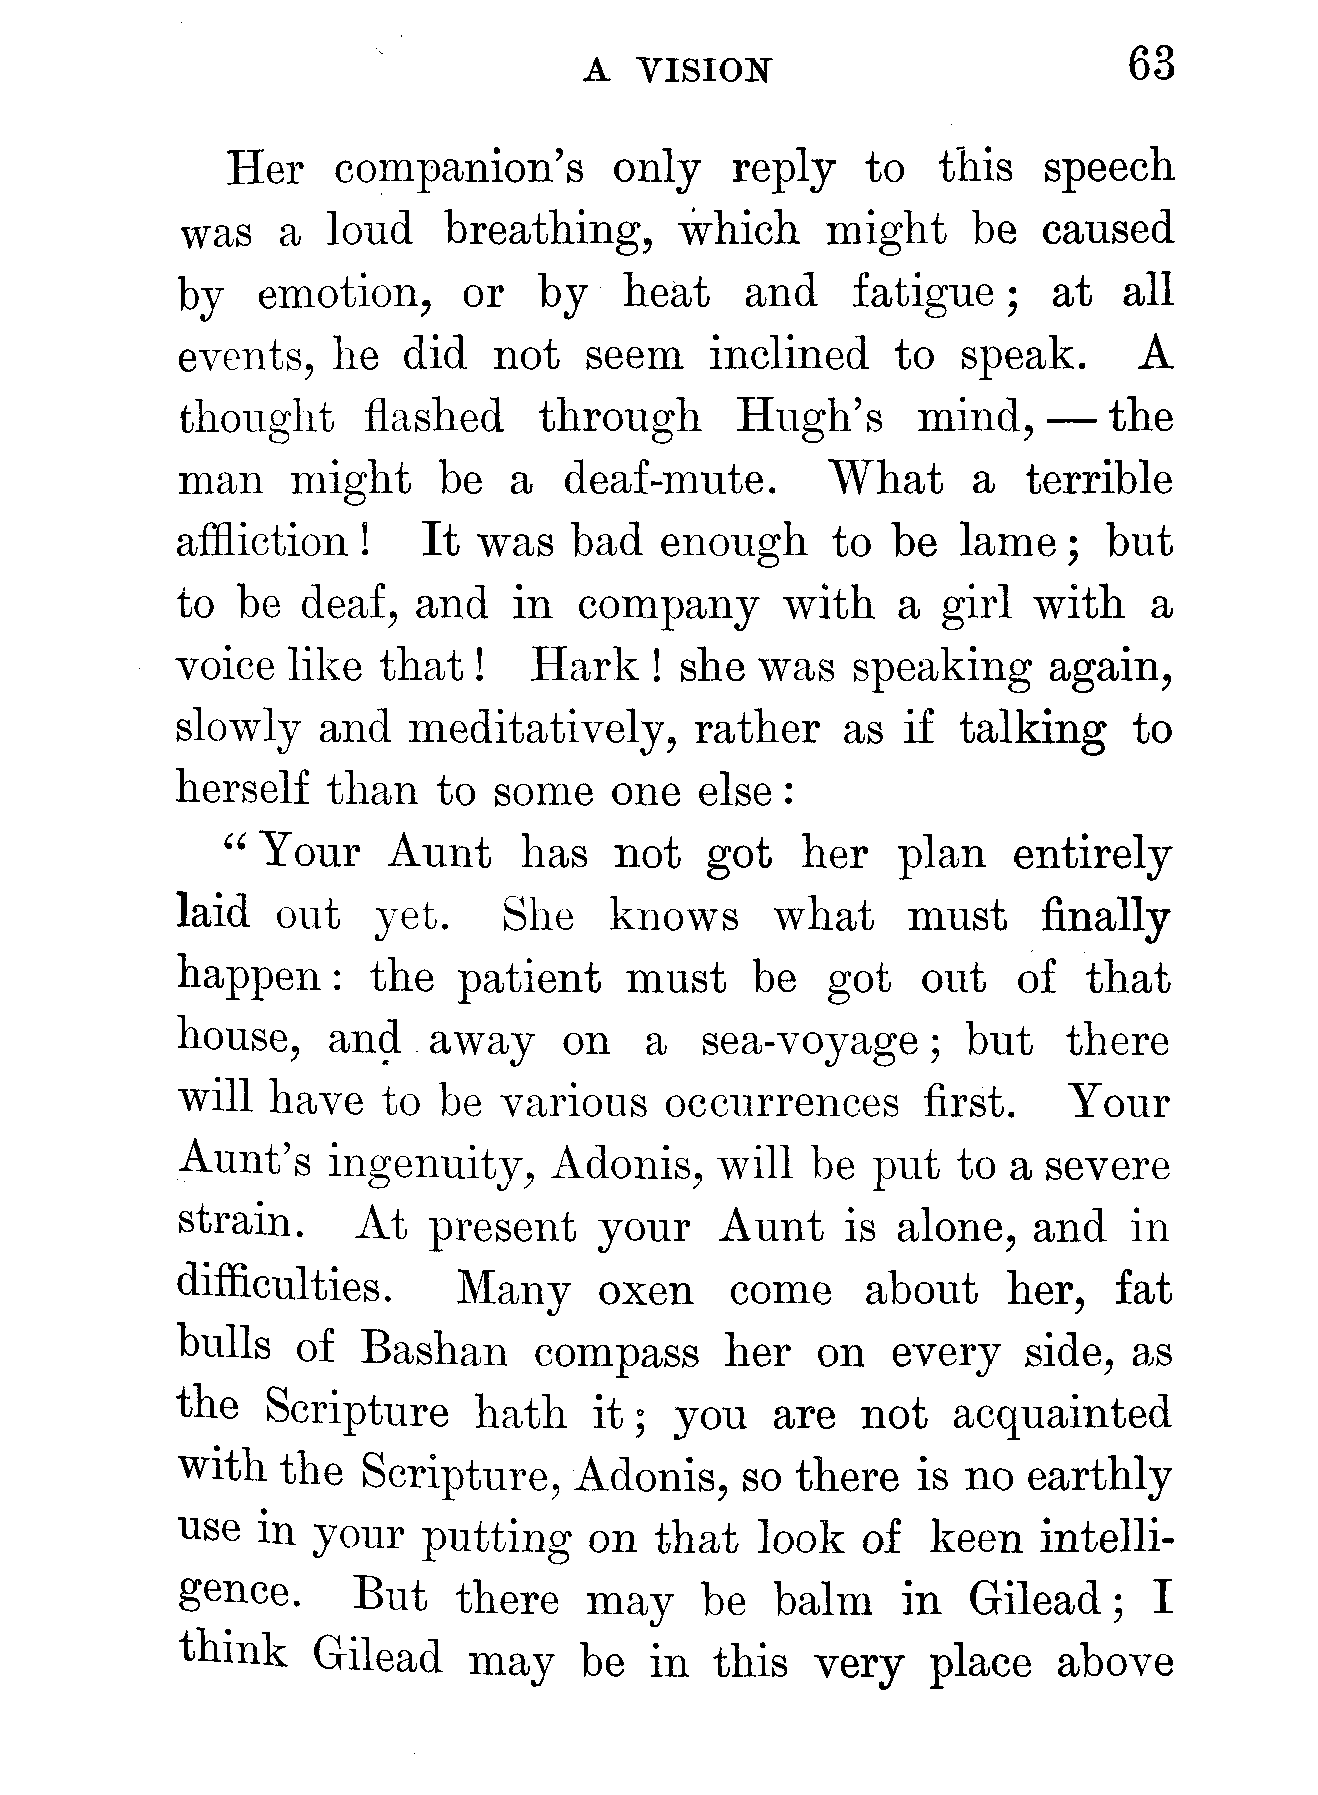 A VISION 63
Her companion's only reply to this speech
was a loud breathing, which might be caused
by emotion, or by heat and fatigue; at all
events, he did not seem inclined to speak. A
thought flashed through Hugh's mind,—the
man might be a deaf-mute. What a terrible
affliction! It was bad enough to be lame; but
to be deaf, and in company with a girl with a
voice like that! Hark! she was speaking again,
slowly and meditatively, rather as if talking to
herself than to some one else:
"Your Aunt has not got her plan entirely
laid out yet. She knows what must finally
happen: the patient must be got out of that
house, and away on a sea-voyage; but there
will have to be various occurrences first. Your
Aunt's ingenuity, Adonis, will be put to a severe
strain. At present your Aunt is alone, and in
difficulties. Many oxen come about her, fat
bulls of Bashan compass her on every side, as
the Scripture hath it; you are not acquainted
with the Scripture, Adonis, so there is no earthly
use in your putting on that look of keen intelli-
gence. But there may be balm in Gilead; I
think Gilead may be in this very place above